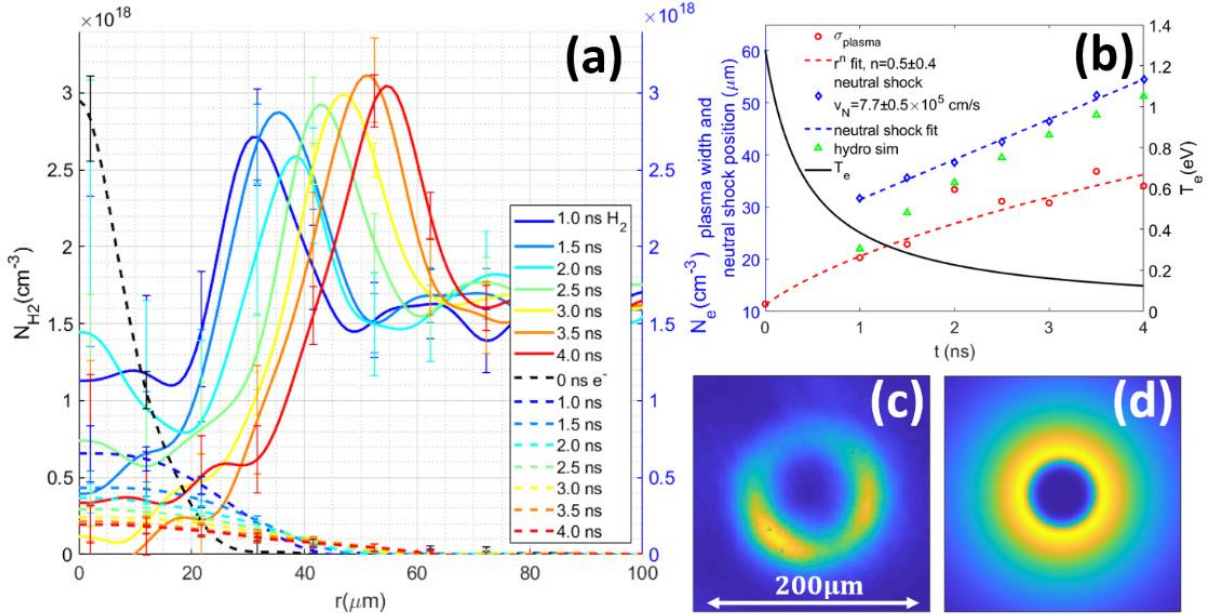 ×10^18
×10^18
(a)
N_H2(cm^-3)
3
2.5
2
1.5
1
0.5
0
3
2.5
2
1.5
1
0.5
0
1.0 ns H_2
1.5 ns
2.0 ns
2.5 ns
3.0 ns
3.5 ns
4.0 ns
0 ns e^-
1.0 ns
1.5 ns
2.0 ns
2.5 ns
3.0 ns
3.5 ns
4.0 ns
0 20 40 60 80 100
r(μm)
N_e(cm^-3)
(b)
plasma width and
neutral shock position (μm)
60
50
40
30
20
10
σ_plasma
r^n fit, n=0.5±0.4
neutral shock
v_N=7.7±0.5×10^5 cm/s
neutral shock fit
hydro sim
T_e
1.4
1.2
1
0.8
0.6
0.4
0.2
0
T_e(eV)
0 1 2 3 4
t (ns)
(c)
200μm
(d)